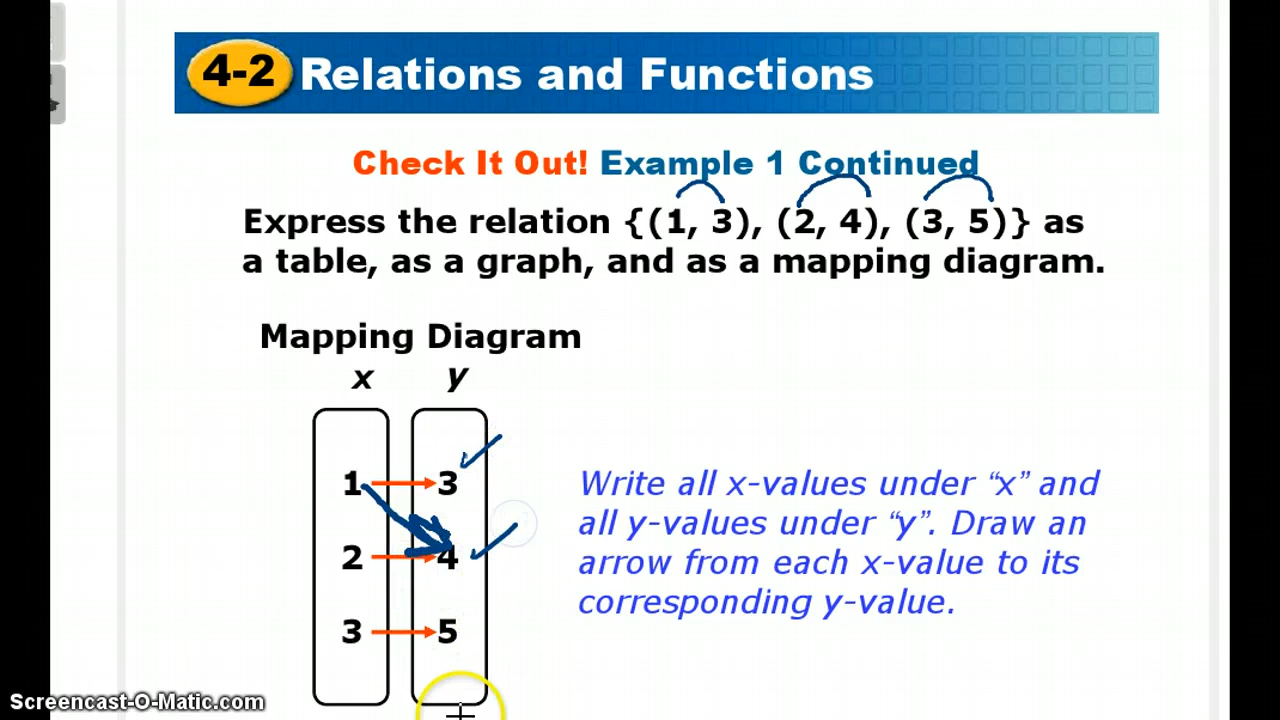 4-2 Relations and Functions
Check It Out! Example 1 Continued
Express the relation {(1, 3), (2, 4), (3, 5)} as
a table, as a graph, and as a mapping diagram.
Mapping Diagram
x y
1 3
2 4
3 5
Write all x-values under “x” and
all y-values under “y”. Draw an
arrow from each x-value to its
corresponding y-value.
Screencast-O-Matic.com